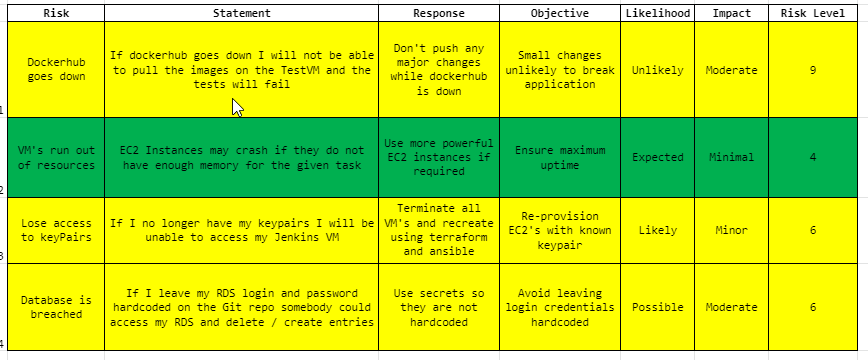 Risk Statement Response Objective Likelihood Impact Risk Level
Dockerhub
goes down
If dockerhub goes down I will not be able
to pull the images on the TestVM and the
tests will fail
Don't push any
major changes
while dockerhub
is down
Small changes
unlikely to break
application
Unlikely
Moderate
9
1
VM's run out
of resources
EC2 Instances may crash if they do not
have enough memory for the given task
Use more powerful
EC2 instances if
required
Ensure maximum
uptime
Expected
Minimal
4
2
Lose access
to keyPairs
If I no longer have my keypairs I will be
unable to access my Jenkins VM
Terminate all
VM's and recreate
using terraform
and ansible
Re-provision
EC2's with known
keypair
Likely
Minor
6
3
Database is
breached
If I leave my RDS login and password
hardcoded on the Git repo somebody could
access my RDS and delete / create entries
Use secrets so
they are not
hardcoded
Avoid leaving
login credentials
hardcoded
Possible
Moderate
6
4